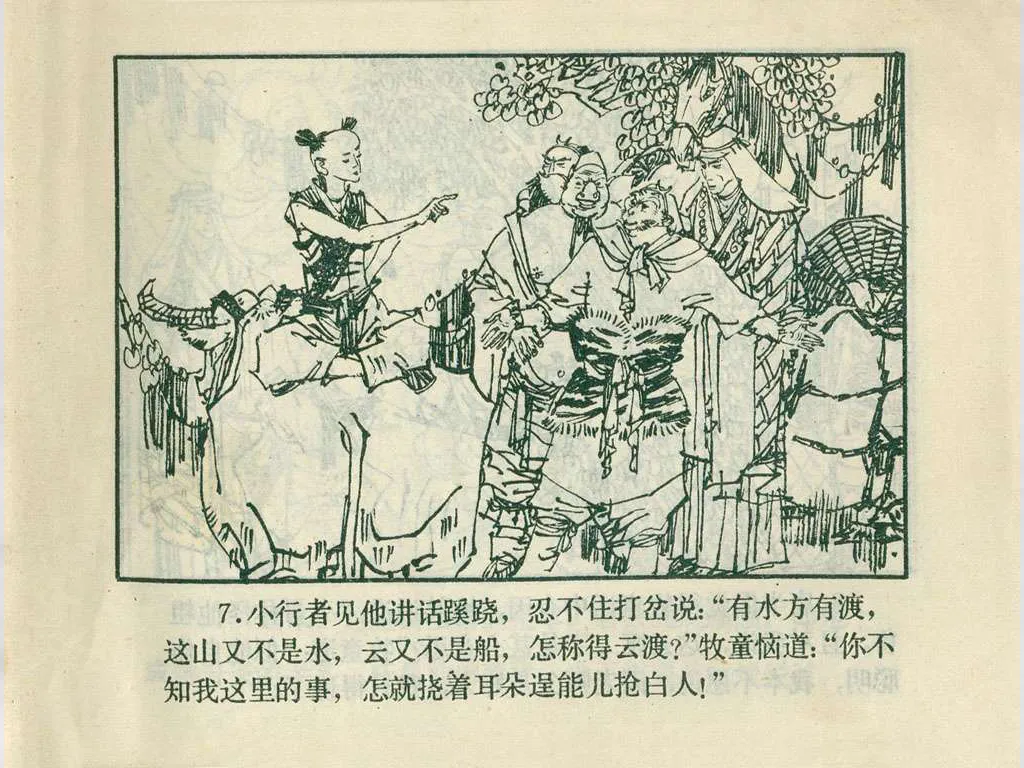 7.小行者见他讲话蹊跷，忍不住打岔说：“有水方有渡，
这山又不是水，云又不是船，怎称得云渡？”牧童恼道：“你不
知我这里的事，怎就挠着耳朵逞能儿抢白人！”